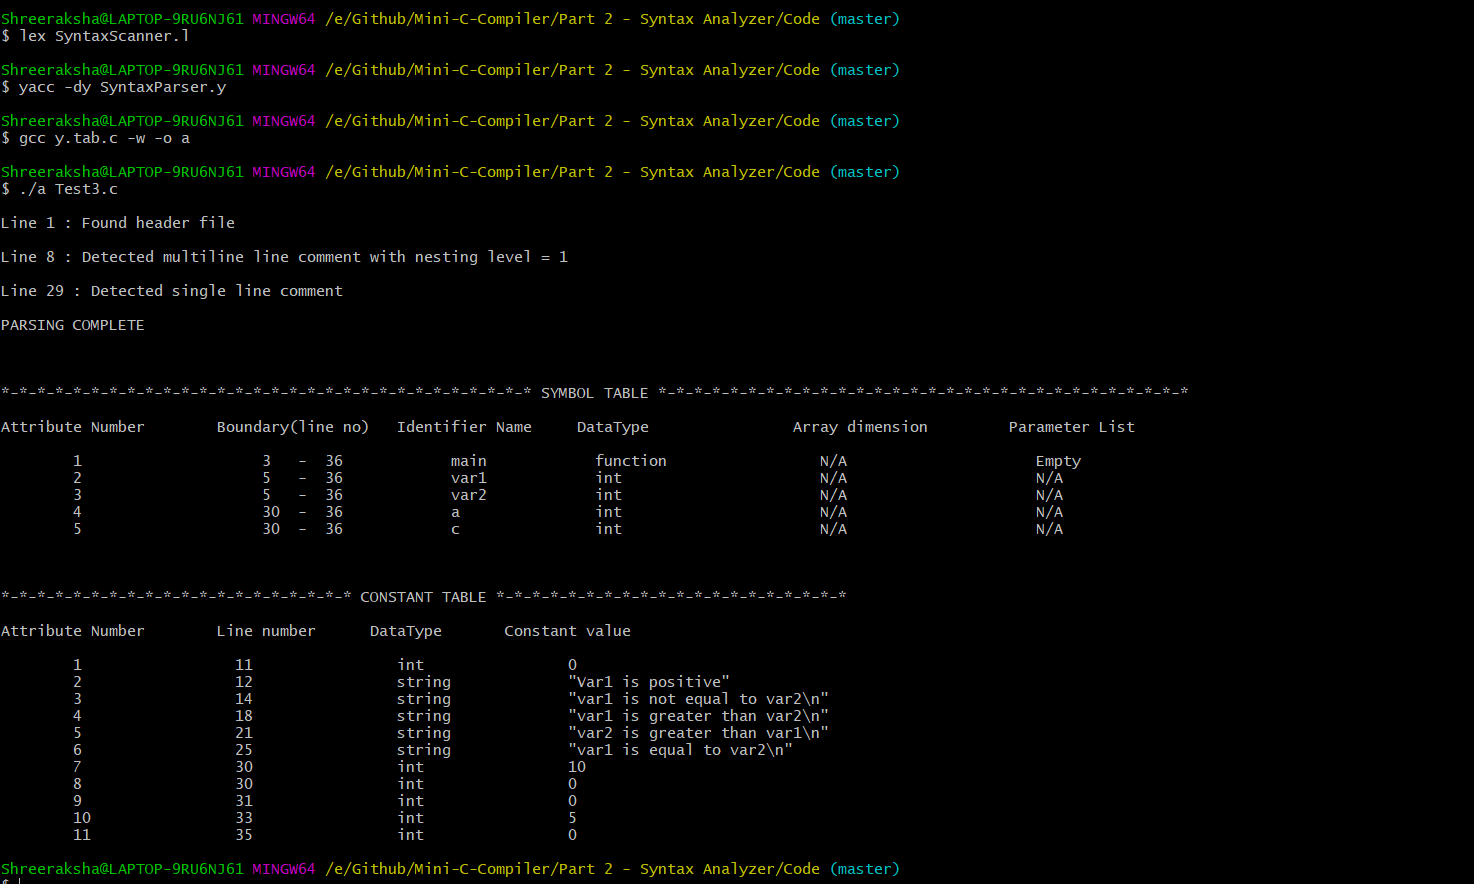 Shreeraksha@LAPTOP-9RU6NJ61 MINGW64 /e/Github/Mini-C-Compiler/Part 2 - Syntax Analyzer/Code (master)
$ lex SyntaxScanner.l
Shreeraksha@LAPTOP-9RU6NJ61 MINGW64 /e/Github/Mini-C-Compiler/Part 2 - Syntax Analyzer/Code (master)
$ yacc -dy SyntaxParser.y
Shreeraksha@LAPTOP-9RU6NJ61 MINGW64 /e/Github/Mini-C-Compiler/Part 2 - Syntax Analyzer/Code (master)
$ gcc y.tab.c -w -o a
Shreeraksha@LAPTOP-9RU6NJ61 MINGW64 /e/Github/Mini-C-Compiler/Part 2 - Syntax Analyzer/Code (master)
$ ./a Test3.c
Line 1 : Found header file
Line 8 : Detected multiline line comment with nesting level = 1
Line 29 : Detected single line comment
PARSING COMPLETE
*-*-*-*-*-*-*-*-*-*-*-*-*-*-*-*-*-*-*-*-*-*-*-*-*-*-*-*-*-* SYMBOL TABLE *-*-*-*-*-*-*-*-*-*-*-*-*-*-*-*-*-*-*-*-*-*-*-*-*-*-*-*-*-*
Attribute Number Boundary(line no) Identifier Name DataType Array dimension Parameter List
1 3 - 36 main function N/A Empty
2 5 - 36 var1 int N/A N/A
3 5 - 36 var2 int N/A N/A
4 30 - 36 a int N/A N/A
5 30 - 36 c int N/A N/A
*-*-*-*-*-*-*-*-*-*-*-*-*-*-*-*-*-*-*-* CONSTANT TABLE *-*-*-*-*-*-*-*-*-*-*-*-*-*-*-*-*-*-*-*
Attribute Number Line number DataType Constant value
1 11 int 0
2 12 string "Var1 is positive"
3 14 string "var1 is not equal to var2\n"
4 18 string "var1 is greater than var2\n"
5 21 string "var2 is greater than var1\n"
6 25 string "var1 is equal to var2\n"
7 30 int 10
8 30 int 0
9 31 int 0
10 33 int 5
11 35 int 0
Shreeraksha@LAPTOP-9RU6NJ61 MINGW64 /e/Github/Mini-C-Compiler/Part 2 - Syntax Analyzer/Code (master)
$